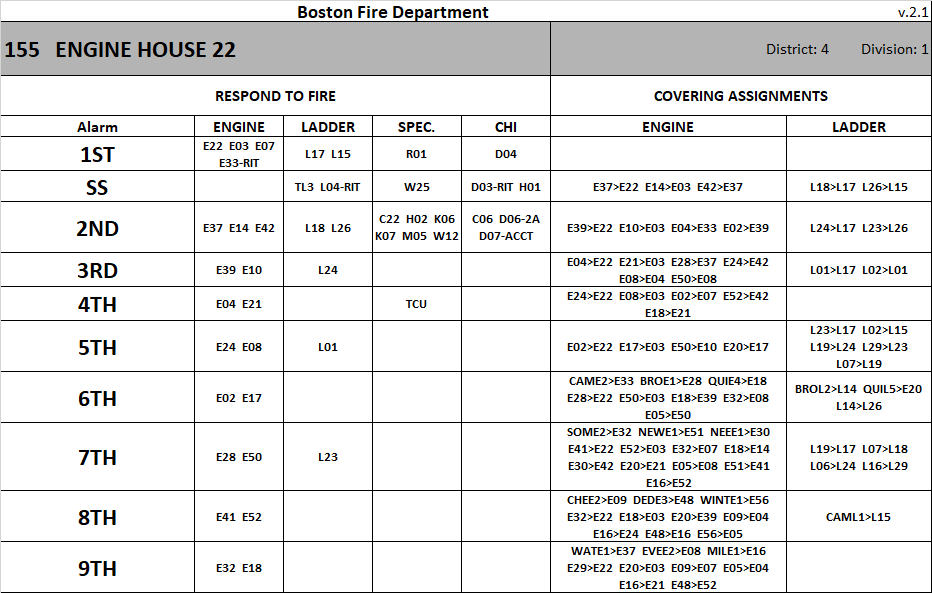 Boston Fire Department v.2.1
155 ENGINE HOUSE 22 District: 4 Division: 1
RESPOND TO FIRE COVERING ASSIGNMENTS
Alarm ENGINE LADDER SPEC. CHI ENGINE LADDER
1ST
E22 E03 E07
E33-RIT
L17 L15
R01
D04
SS
TL3 L04-RIT
W25
D03-RIT H01
E37>E22 E14>E03 E42>E37
L18>L17 L26>L15
2ND
E37 E14 E42
L18 L26
C22 H02 K06
K07 M05 W12
C06 D06-2A
D07-ACCT
E39>E22 E10>E03 E04>E33 E02>E39
L24>L17 L23>L26
3RD
E39 E10
L24
E04>E22 E21>E03 E28>E37 E24>E42
E08>E04 E50>E08
L01>L17 L02>L01
4TH
E04 E21
TCU
E24>E22 E08>E03 E02>E07 E52>E42
E18>E21
5TH
E24 E08
L01
E02>E22 E17>E03 E50>E10 E20>E17
L23>L17 L02>L15
L19>L24 L29>L23
L07>L19
6TH
E02 E17
CAME2>E33 BROE1>E28 QUIE4>E18
E28>E22 E50>E03 E18>E39 E32>E08
E05>E50
BROL2>L14 QUIL5>E20
L14>L26
7TH
E28 E50
L23
SOME2>E32 NEWE1>E51 NEEE1>E30
E41>E22 E52>E03 E32>E07 E18>E14
E30>E42 E20>E21 E05>E08 E51>E41
E16>E52
L19>L17 L07>L18
L06>L24 L16>L29
8TH
E41 E52
CHEE2>E09 DEDE3>E48 WINTE1>E56
E32>E22 E18>E03 E20>E39 E09>E04
E16>E24 E48>E16 E56>E05
CAML1>L15
9TH
E32 E18
WATE1>E37 EVEE2>E08 MILE1>E16
E29>E22 E20>E03 E09>E07 E05>E04
E16>E21 E48>E52